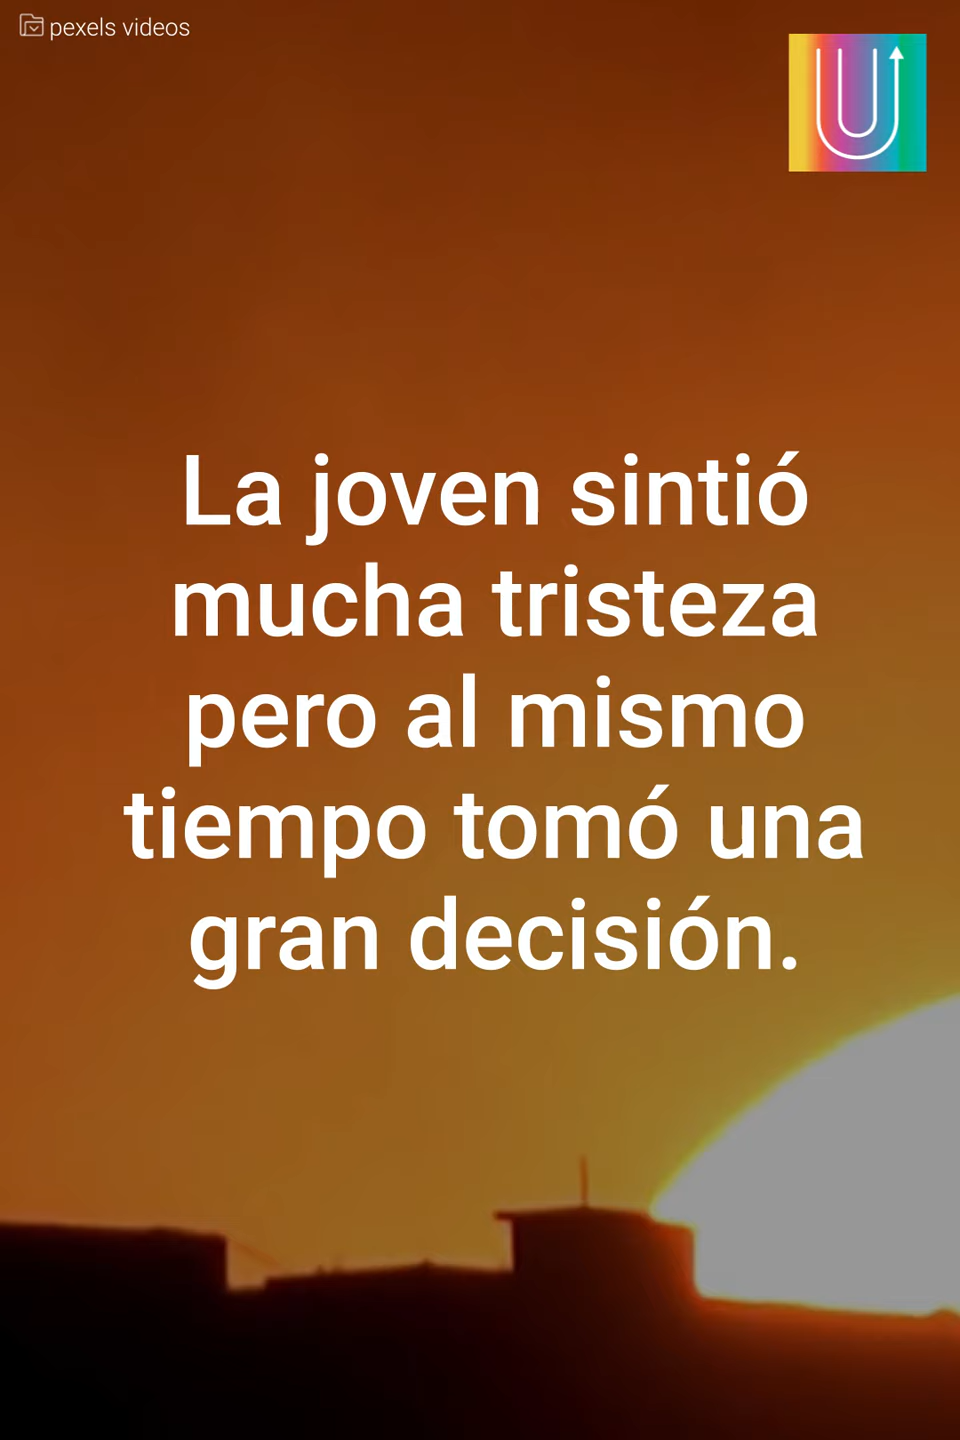 pexels videos
U
La joven sintió
mucha tristeza
pero al mismo
tiempo tomó una
gran decisión.